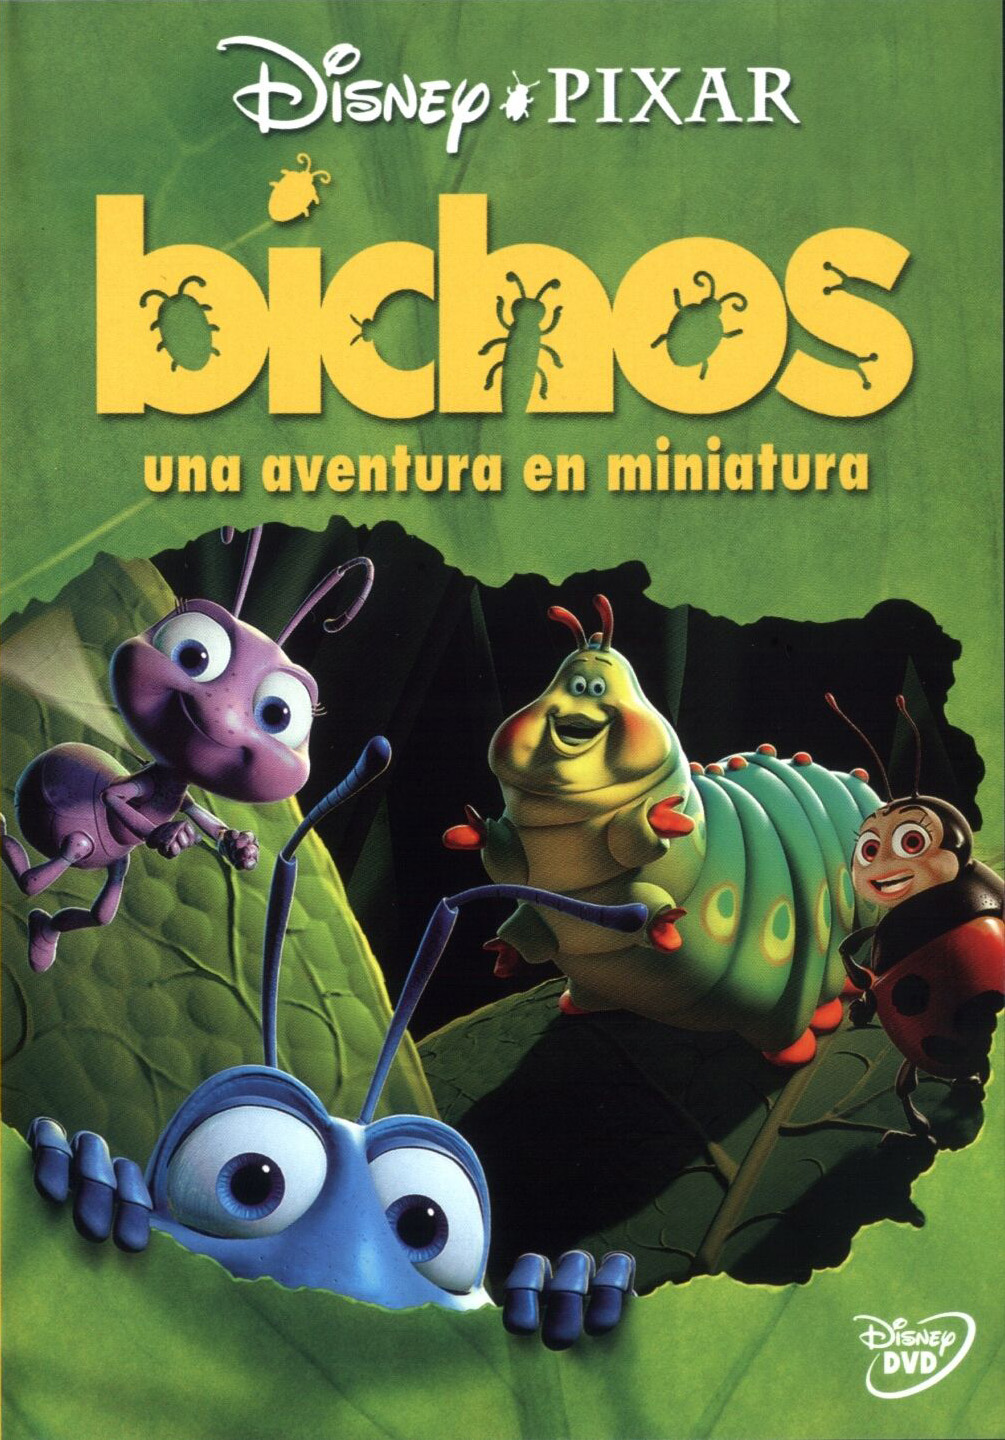 Disney PIXAR
bichos
una aventura en miniatura
Disney
DVD